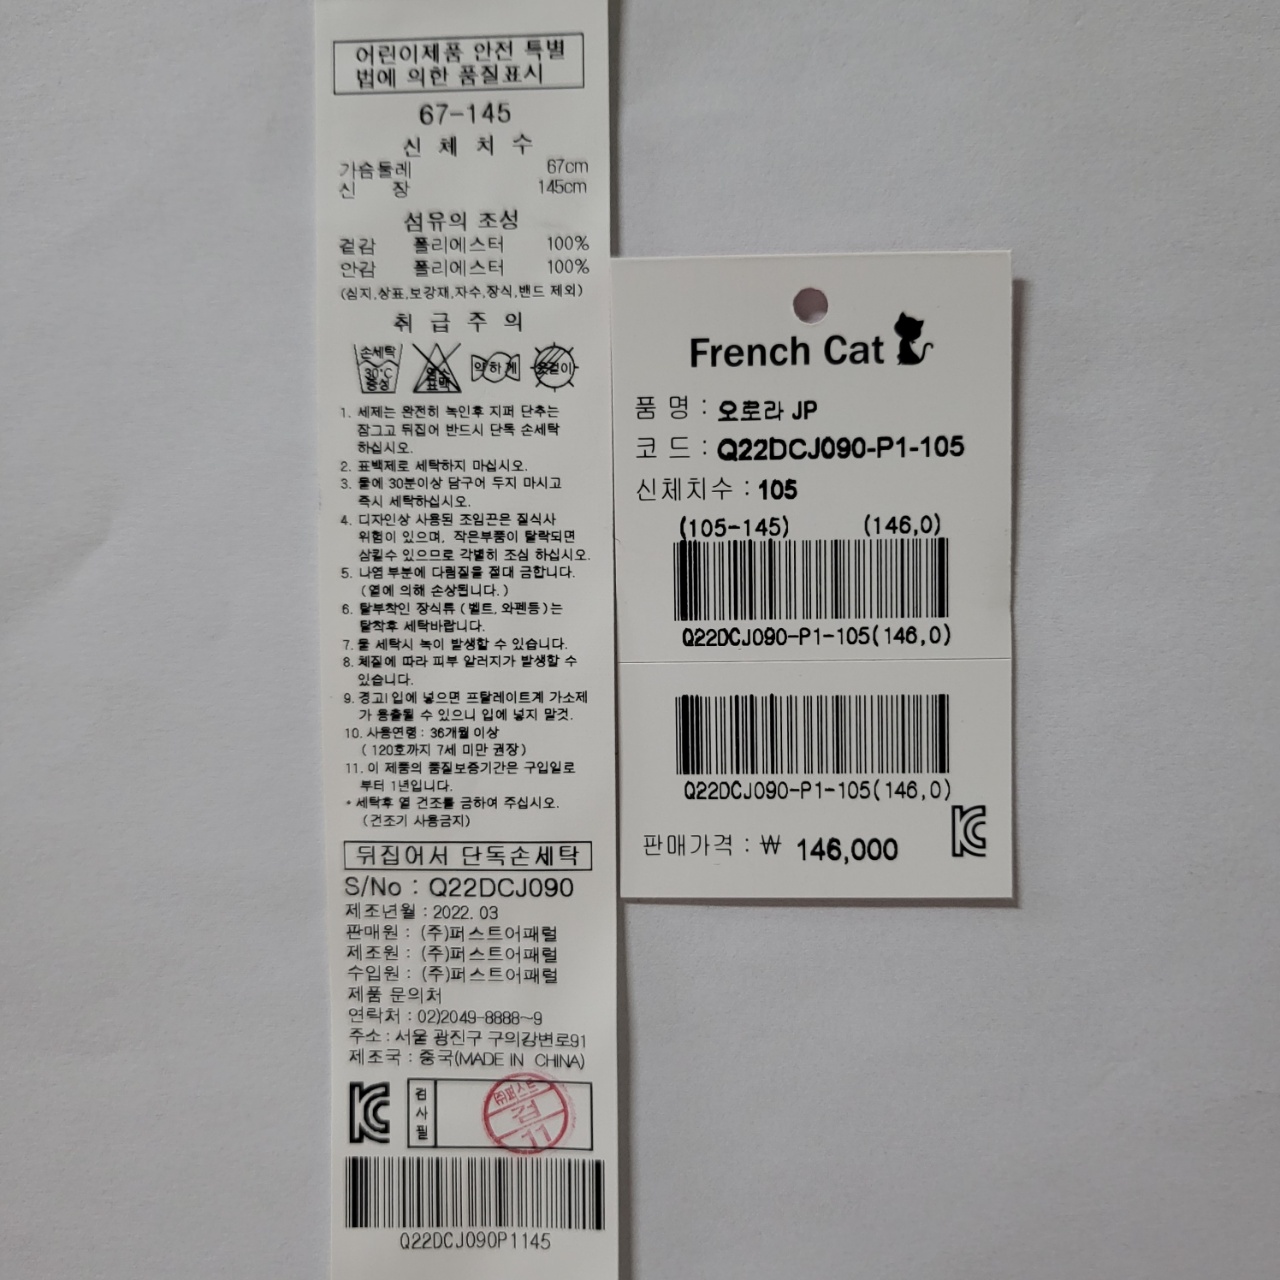 어린이제품 안전 특별
법에 의한 품질표시
67-145
신 체 치 수
가슴둘레 67cm
신 장 145cm
섬유의 조성
겉감 폴리에스터 100%
안감 폴리에스터 100%
(심지,상표,보강재,자수,장식,밴드 제외)
취 급 주 의
손세탁 30℃ 중성 염소 표백 약하게 옷걸이
1. 세제는 완전히 녹인후 지퍼 단추는
잠그고 뒤집어 반드시 단독 손세탁
하십시오.
2. 표백제로 세탁하지 마십시오.
3. 물에 30분이상 담구어 두지 마시고
즉시 세탁하십시오.
4. 디자인상 사용된 조임끈은 질식사
위험이 있으며, 작은부품이 탈락되면
삼킬수 있으므로 각별히 조심 하십시오.
5. 나염 부분에 다림질을 절대 금합니다.
(열에 의해 손상됩니다.)
6. 탈부착인 장식류 (벨트, 와펜등)는
탈착후 세탁바랍니다.
7. 물 세탁시 녹이 발생할 수 있습니다.
8. 체질에 따라 피부 알러지가 발생할 수
있습니다.
9. 경고! 입에 넣으면 프탈레이트계 가소제
가 용출될 수 있으니 입에 넣지 말것.
10. 사용연령 : 36개월 이상
( 120호까지 7세 미만 권장)
11. 이 제품의 품질보증기간은 구입일로
부터 1년입니다.
* 세탁후 열 건조를 금하여 주십시오.
(건조기 사용금지)
뒤집어서 단독손세탁
S/No : Q22DCJ090
제조년월 : 2022. 03
판매원 : (주)퍼스트어패럴
제조원 : (주)퍼스트어패럴
수입원 : (주)퍼스트어패럴
제품 문의처
연락처 : 02)2049-8888~9
주소 : 서울 광진구 구의강변로91
제조국 : 중국(MADE IN CHINA)
KC 검사필 ㈜퍼스트 검 11
Q22DCJ090P1145
French Cat
품 명 : 오로라 JP
코 드 : Q22DCJ090-P1-105
신체치수 : 105
(105-145) (146,0)
Q22DCJ090-P1-105(146,0)
Q22DCJ090-P1-105(146,0)
KC
판매가격 : ₩ 146,000